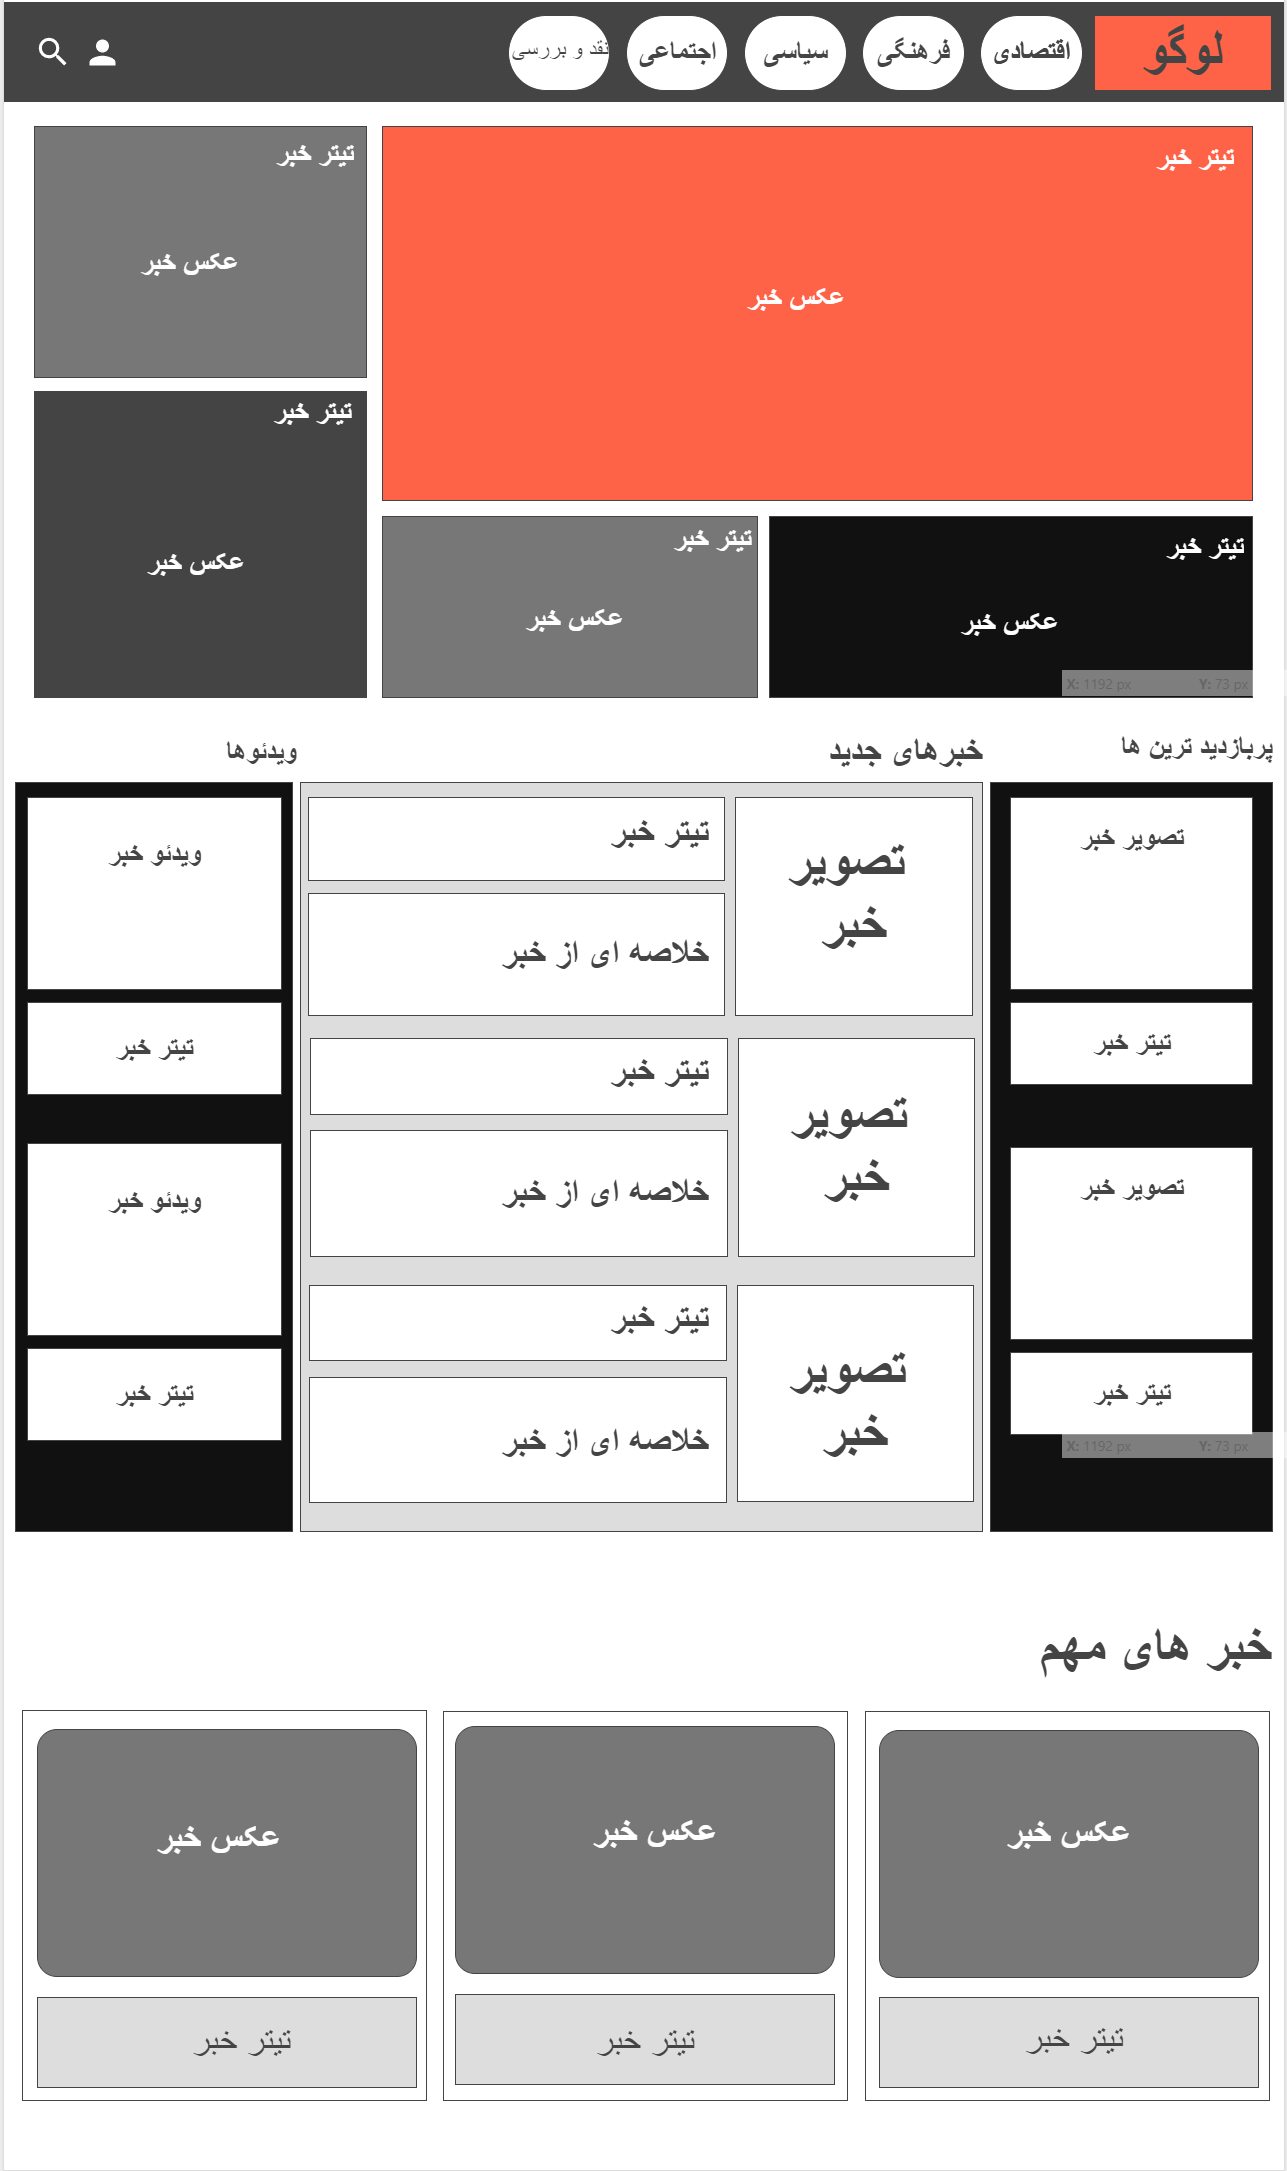 لوگو
اقتصادی
فرهنگی
سیاسی
اجتماعی
نقد و بررسی
تیتر خبر
عکس خبر
تیتر خبر
عکس خبر
تیتر خبر
عکس خبر
تیتر خبر
عکس خبر
X: 1192 px Y: 73 px
تیتر خبر
عکس خبر
پربازدید ترین ها
تصویر خبر
تیتر خبر
تصویر خبر
تیتر خبر
X: 1192 px Y: 73 px
خبرهای جدید
تصویر
خبر
تیتر خبر
خلاصه ای از خبر
تصویر
خبر
تیتر خبر
خلاصه ای از خبر
تصویر
خبر
تیتر خبر
خلاصه ای از خبر
ویدئوها
ویدئو خبر
تیتر خبر
ویدئو خبر
تیتر خبر
خبر های مهم
عکس خبر
تیتر خبر
عکس خبر
تیتر خبر
عکس خبر
تیتر خبر